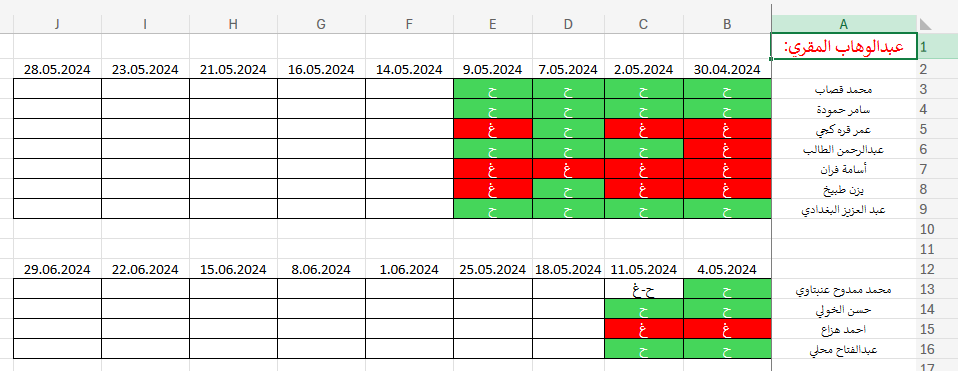 A B C D E F G H I J
1 عبدالوهاب المقري:
2 30.04.2024 2.05.2024 7.05.2024 9.05.2024 14.05.2024 16.05.2024 21.05.2024 23.05.2024 28.05.2024
3 محمد قصاب ح ح ح ح
4 سامر حمودة ح ح ح ح
5 عمر قره كجي غ غ ح غ
6 عبدالرحمن الطالب غ ح ح ح
7 أسامة فران غ غ غ غ
8 يزن طبيخ غ غ ح غ
9 عبد العزيز البغدادي ح ح ح ح
10
11
12 4.05.2024 11.05.2024 18.05.2024 25.05.2024 1.06.2024 8.06.2024 15.06.2024 22.06.2024 29.06.2024
13 محمد ممدوح عنبتاوي ح ح-غ
14 حسن الخولي ح ح
15 احمد هزاع غ غ
16 عبدالفتاح محلي ح ح
17